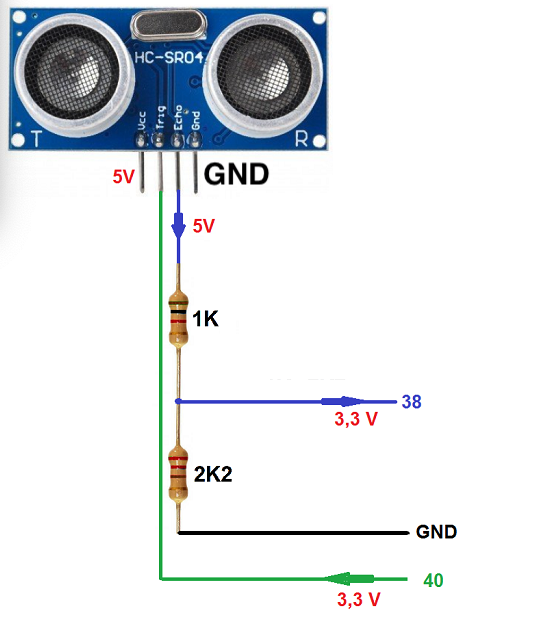 HC-SR04
Vcc
Trig
Echo
Gnd
T
R
5V
GND
5V
1K
38
3,3 V
2K2
GND
40
3,3 V